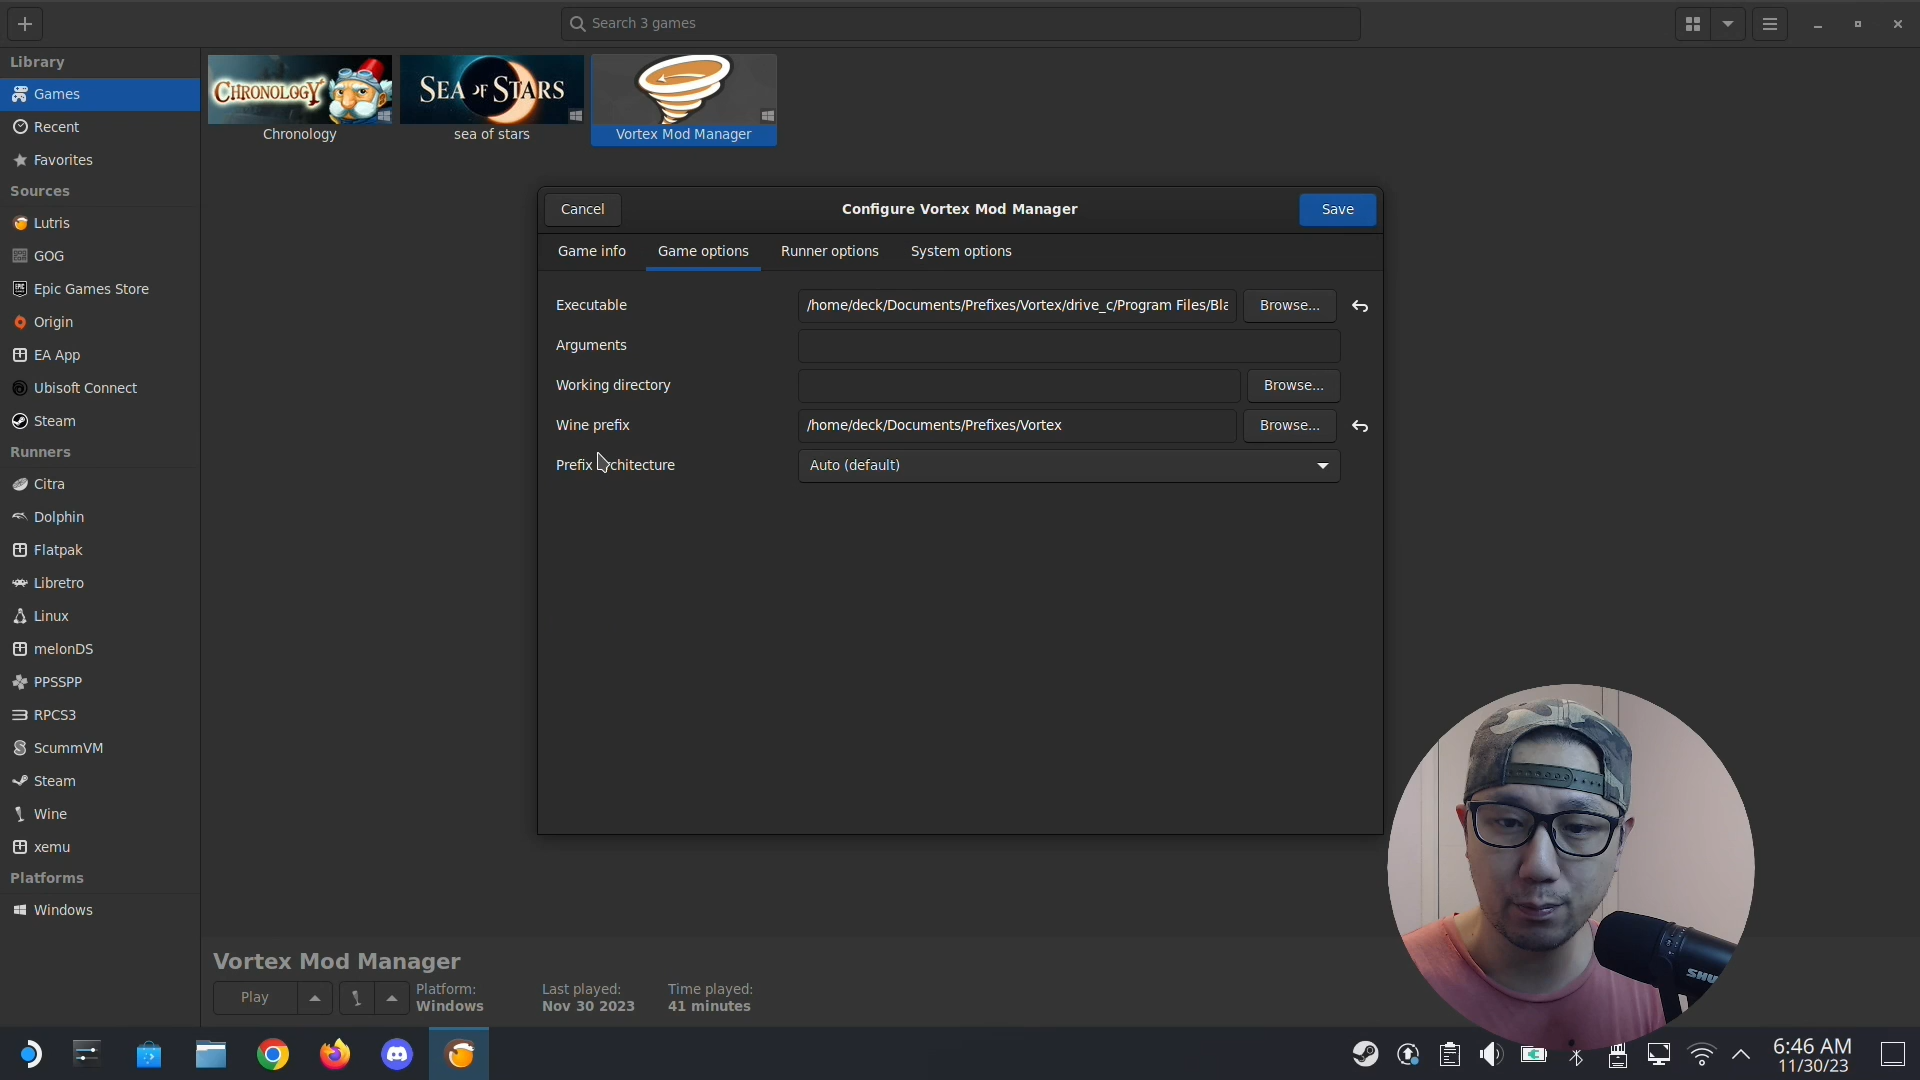 Search 3 games
Library
Games
Recent
Favorites
Sources
Lutris
GOG
Epic Games Store
Origin
EA App
Ubisoft Connect
Steam
Runners
Citra
Dolphin
Flatpak
Libretro
Linux
melonDS
PPSSPP
RPCS3
ScummVM
Steam
Wine
xemu
Platforms
Windows
CHRONOLOGY
SEA OF STARS
Chronology
sea of stars
Vortex Mod Manager
Cancel
Configure Vortex Mod Manager
Save
Game info
Game options
Runner options
System options
Executable
/home/deck/Documents/Prefixes/Vortex/drive_c/Program Files/Bla
Browse...
Arguments
Working directory
Browse...
Wine prefix
/home/deck/Documents/Prefixes/Vortex
Browse...
Prefix architecture
Auto (default)
Vortex Mod Manager
Play
Platform:
Windows
Last played:
Nov 30 2023
Time played:
41 minutes
SHU
6:46 AM
11/30/23